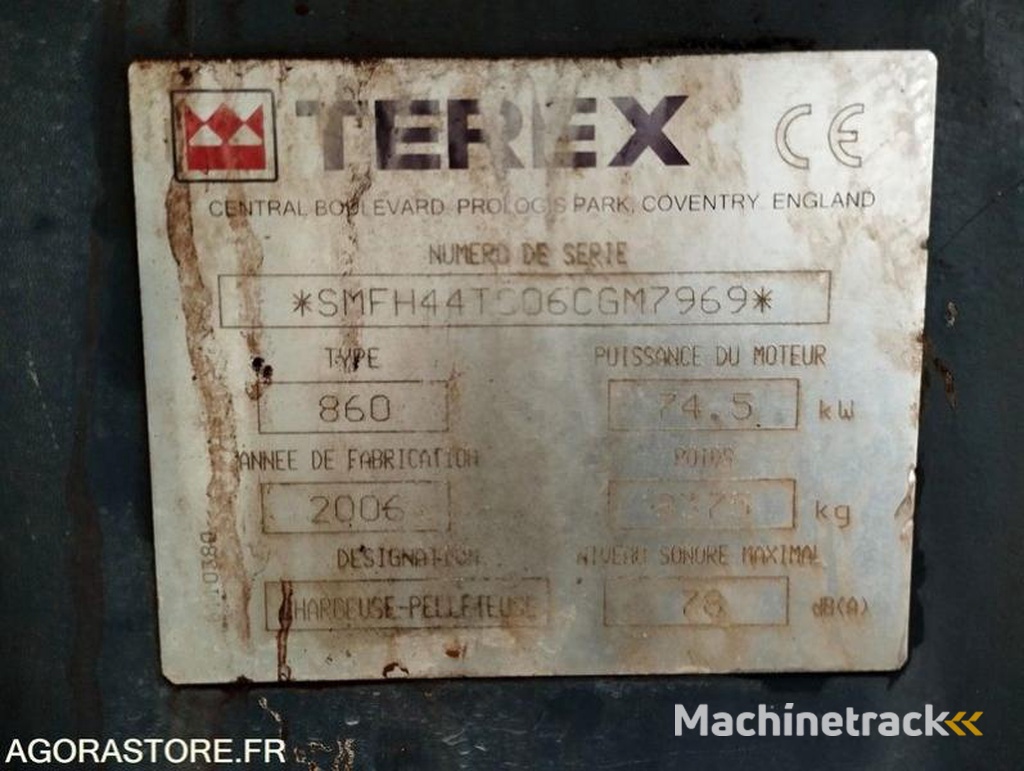 TEREX CE
CENTRAL BOULEVARD PROLOGIS PARK, COVENTRY ENGLAND
NUMERO DE SERIE
*SMFH44TC06CGM7969*
TYPE PUISSANCE DU MOTEUR
860 74.5 kW
ANNEE DE FABRICATION POIDS
2006 kg
DESIGNATION NIVEAU SONORE MAXIMAL
78 dB(A)
Machinetrack
AGORASTORE.FR